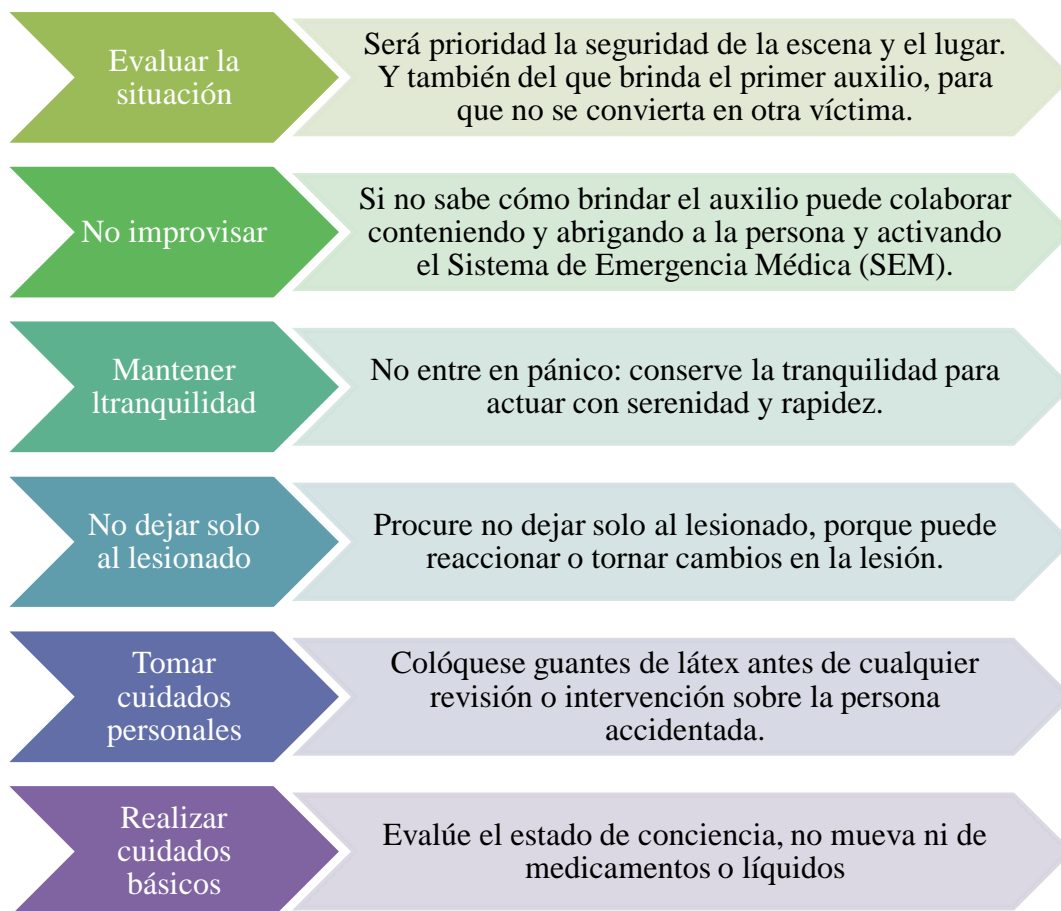 Evaluar la
situación
Será prioridad la seguridad de la escena y el lugar.
Y también del que brinda el primer auxilio, para
que no se convierta en otra víctima.
No improvisar
Si no sabe cómo brindar el auxilio puede colaborar
conteniendo y abrigando a la persona y activando
el Sistema de Emergencia Médica (SEM).
Mantener
ltranquilidad
No entre en pánico: conserve la tranquilidad para
actuar con serenidad y rapidez.
No dejar solo
al lesionado
Procure no dejar solo al lesionado, porque puede
reaccionar o tornar cambios en la lesión.
Tomar
cuidados
personales
Colóquese guantes de látex antes de cualquier
revisión o intervención sobre la persona
accidentada.
Realizar
cuidados
básicos
Evalúe el estado de conciencia, no mueva ni de
medicamentos o líquidos